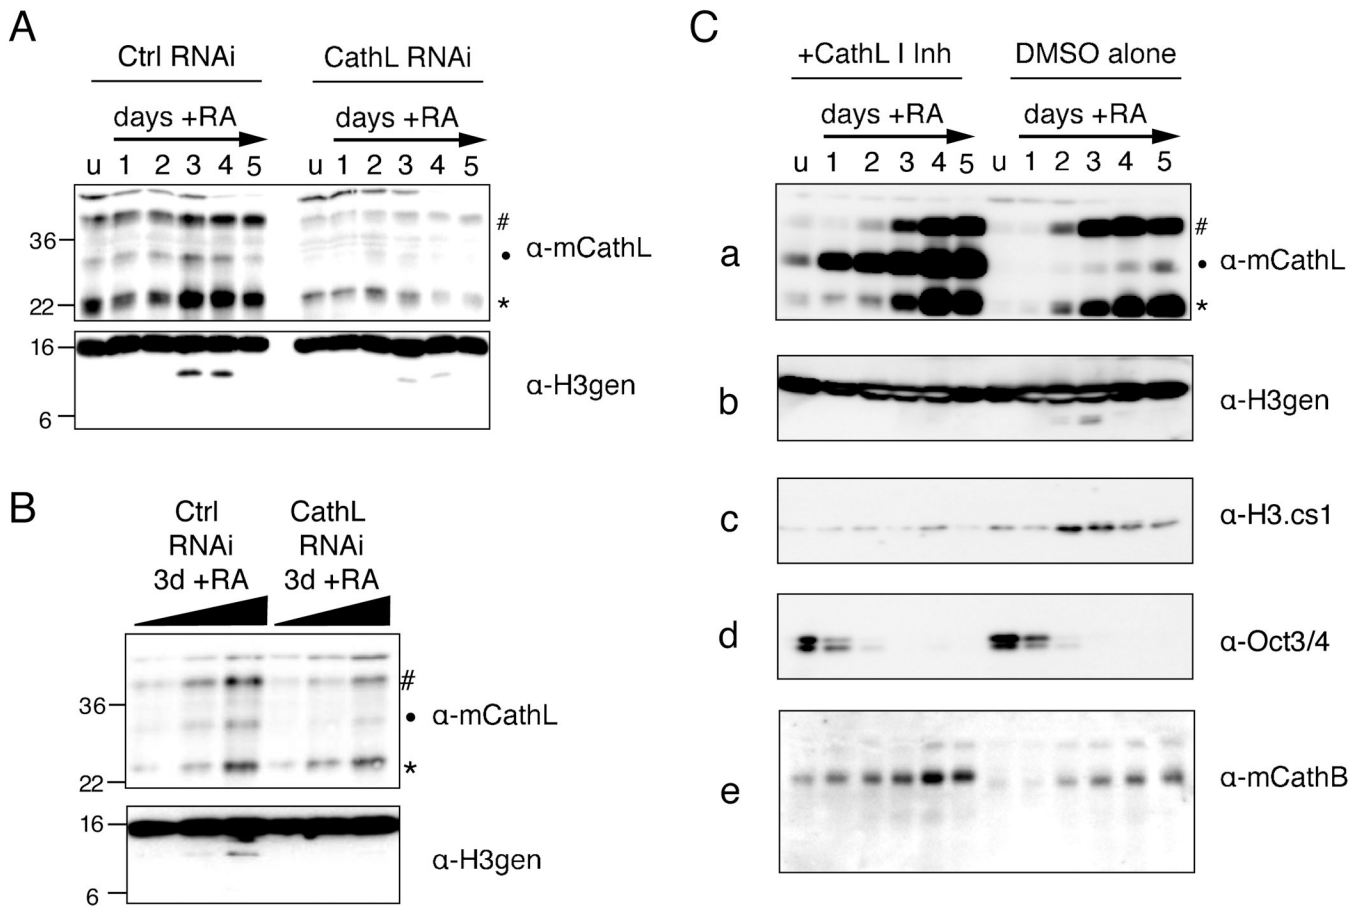 A
Ctrl RNAi
CathL RNAi
days +RA
days +RA
u 1 2 3 4 5
u 1 2 3 4 5
#
36
• α-mCathL
22
*
16
α-H3gen
6
B
Ctrl
RNAi
3d +RA
CathL
RNAi
3d +RA
#
36
• α-mCathL
*
22
16
α-H3gen
6
C
+CathL I Inh
DMSO alone
days +RA
days +RA
u 1 2 3 4 5
u 1 2 3 4 5
#
a
• α-mCathL
*
b
α-H3gen
c
α-H3.cs1
d
α-Oct3/4
e
α-mCathB